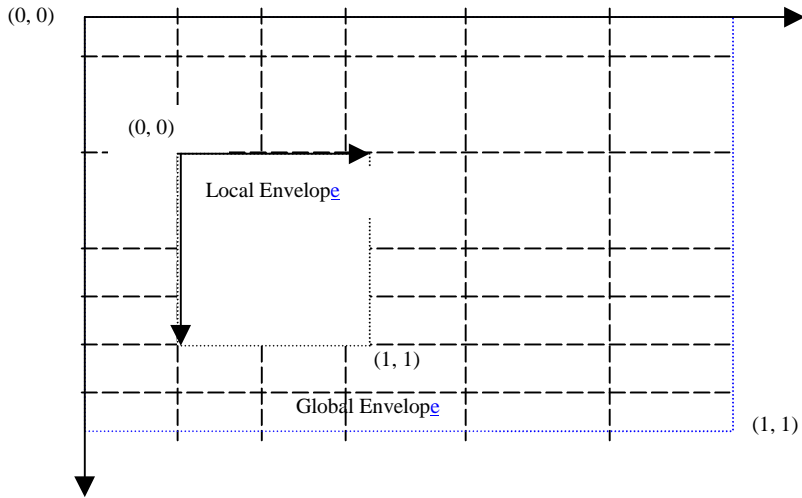 (0, 0)
(0, 0)
Local Envelope
(1, 1)
Global Envelope
(1, 1)